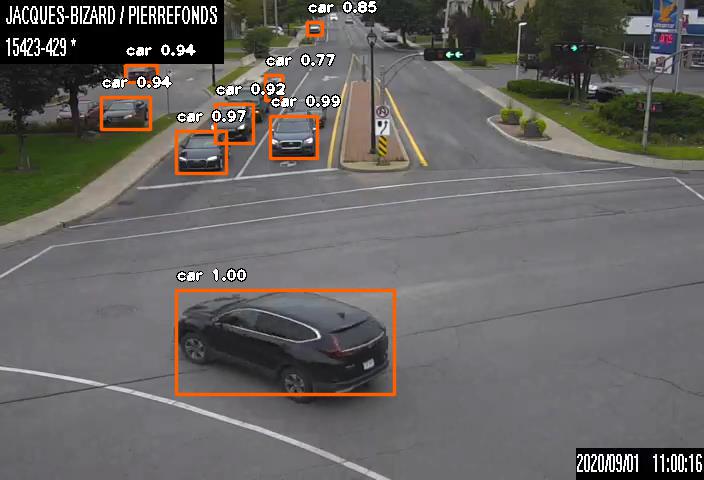 JACQUES-BIZARD / PIERREFONDS
15423-429 *
car 0.85
car 0.94
car 0.77
car 0.94
car 0.92
car 0.99
car 0.97
car 1.00
2020/09/01 11:00:16